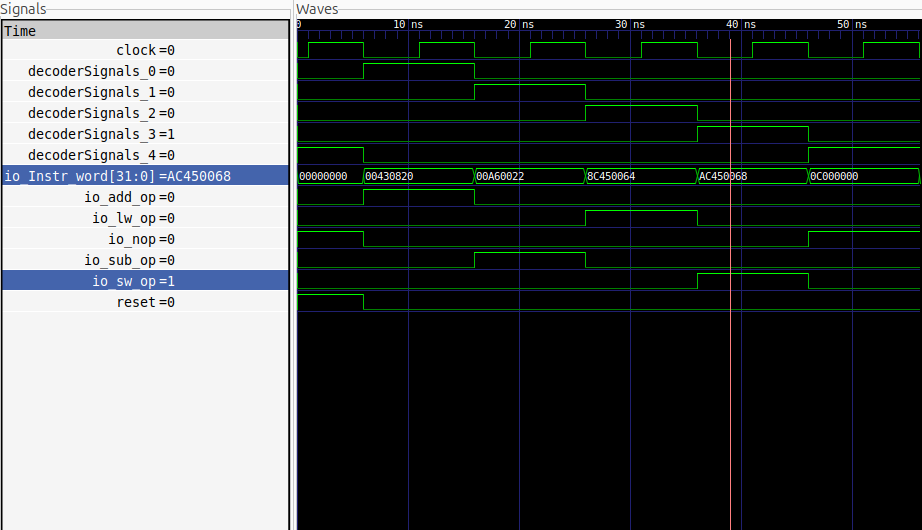 Signals
Waves
Time
0 10 ns 20 ns 30 ns 40 ns 50 ns
clock=0
decoderSignals_0=0
decoderSignals_1=0
decoderSignals_2=0
decoderSignals_3=1
decoderSignals_4=0
io_Instr_word[31:0]=AC450068
00000000 00430820 00A60022 8C450064 AC450068 0C000000
io_add_op=0
io_lw_op=0
io_nop=0
io_sub_op=0
io_sw_op=1
reset=0